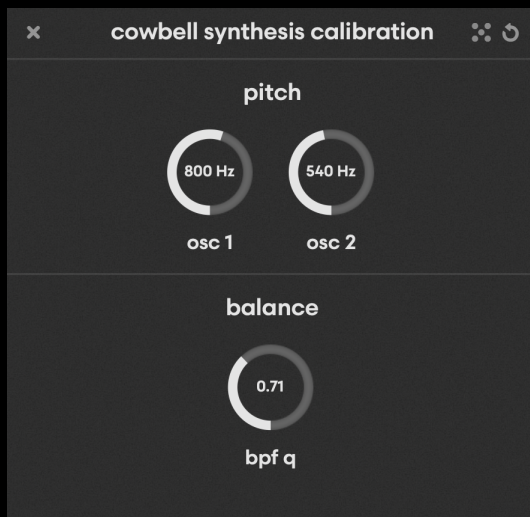 cowbell synthesis calibration
pitch
800 Hz 540 Hz
osc 1 osc 2
balance
0.71
bpf q